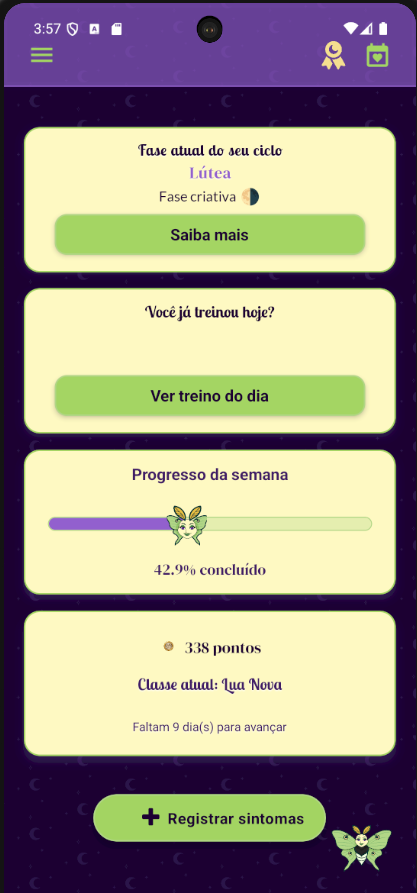 3:57
Fase atual do seu ciclo
Lútea
Fase criativa
Saiba mais
Você já treinou hoje?
Ver treino do dia
Progresso da semana
42.9% concluído
338 pontos
Classe atual: Lua Nova
Faltam 9 dia(s) para avançar
Registrar sintomas